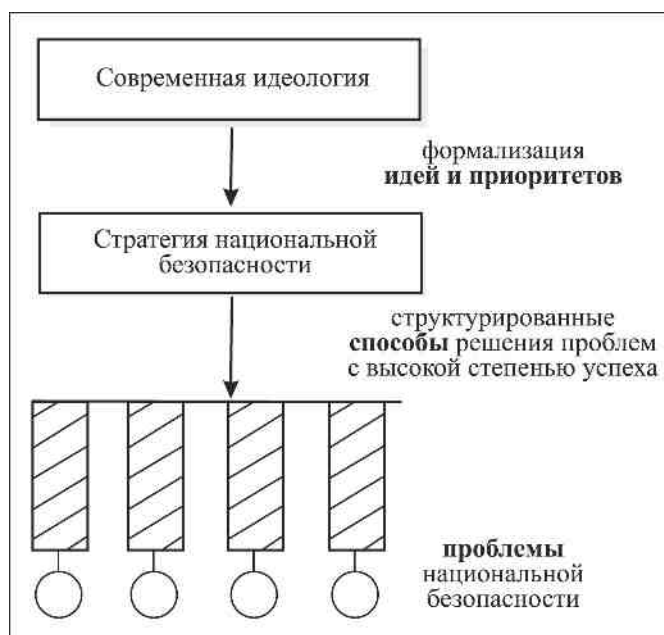 Современная идеология
формализация
идей и приоритетов
Стратегия национальной
безопасности
структурированные
способы решения проблем
с высокой степенью успеха
проблемы
национальной
безопасности